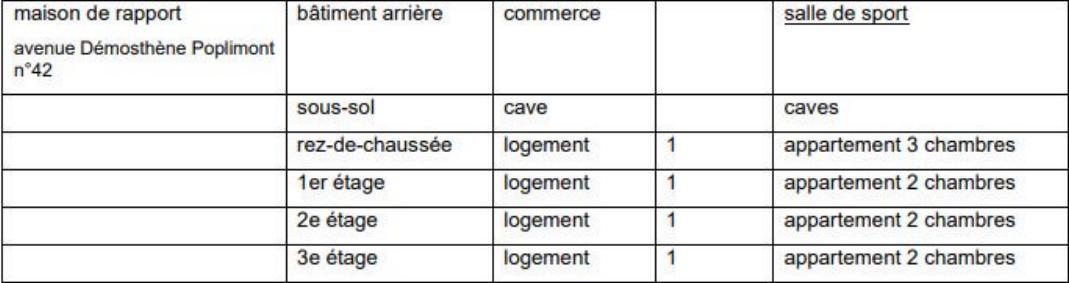 maison de rapport bâtiment arrière commerce salle de sport
avenue Démosthène Poplimont
n°42
sous-sol cave caves
rez-de-chaussée logement 1 appartement 3 chambres
1er étage logement 1 appartement 2 chambres
2e étage logement 1 appartement 2 chambres
3e étage logement 1 appartement 2 chambres